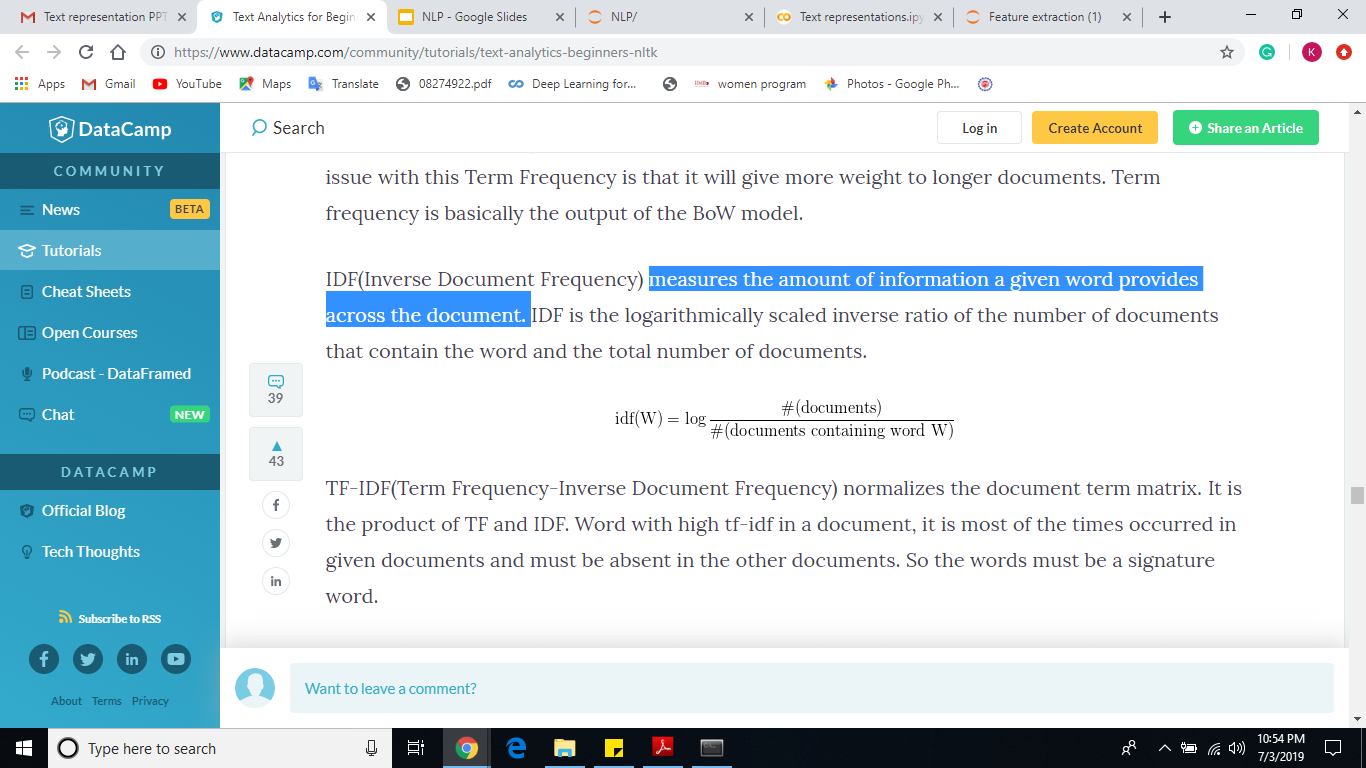 Text representation PPT
Text Analytics for Begin
NLP - Google Slides
NLP/
Text representations.ipy
Feature extraction (1)
https://www.datacamp.com/community/tutorials/text-analytics-beginners-nltk
K
Apps
Gmail
YouTube
Maps
Translate
08274922.pdf
Deep Learning for...
women program
Photos - Google Ph...
DataCamp
Search
Log in
Create Account
Share an Article
COMMUNITY
News
BETA
Tutorials
Cheat Sheets
Open Courses
Podcast - DataFramed
Chat
NEW
DATACAMP
Official Blog
Tech Thoughts
Subscribe to RSS
About Terms Privacy
issue with this Term Frequency is that it will give more weight to longer documents. Term
frequency is basically the output of the BoW model.
IDF(Inverse Document Frequency) measures the amount of information a given word provides
across the document. IDF is the logarithmically scaled inverse ratio of the number of documents
that contain the word and the total number of documents.
39
43
idf(W) = log #(documents)
#(documents containing word W)
TF-IDF(Term Frequency-Inverse Document Frequency) normalizes the document term matrix. It is
the product of TF and IDF. Word with high tf-idf in a document, it is most of the times occurred in
given documents and must be absent in the other documents. So the words must be a signature
word.
Want to leave a comment?
Type here to search
10:54 PM
7/3/2019